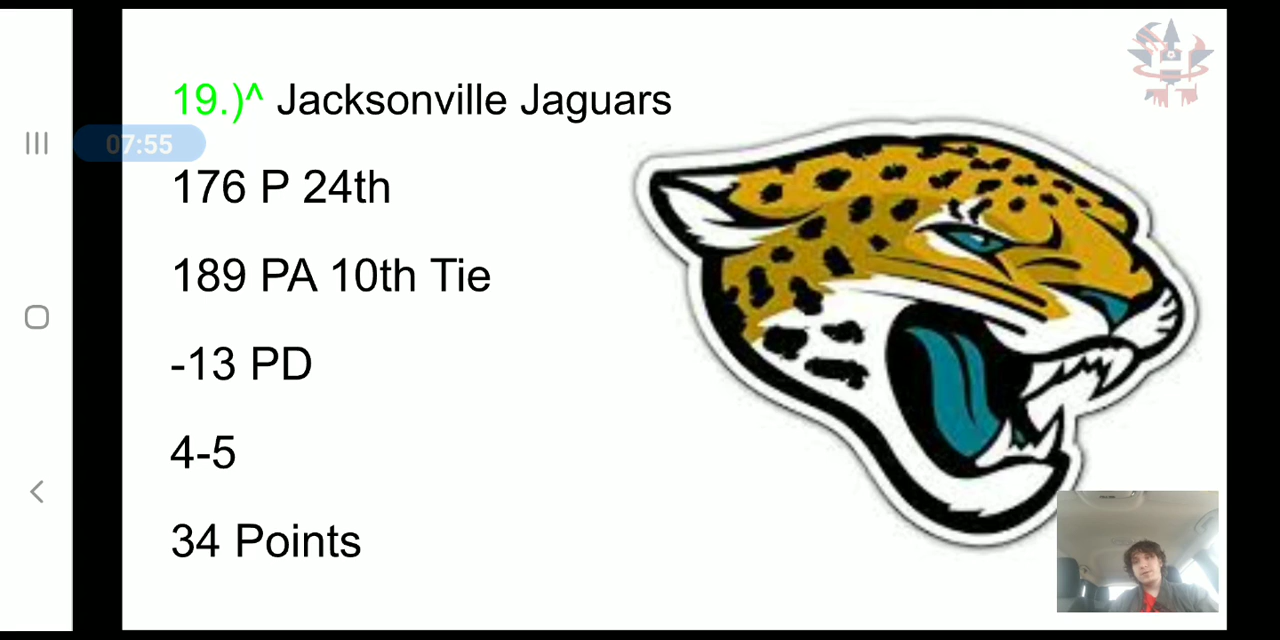 19.)^ Jacksonville Jaguars
07:55
176 P 24th
189 PA 10th Tie
-13 PD
4-5
34 Points